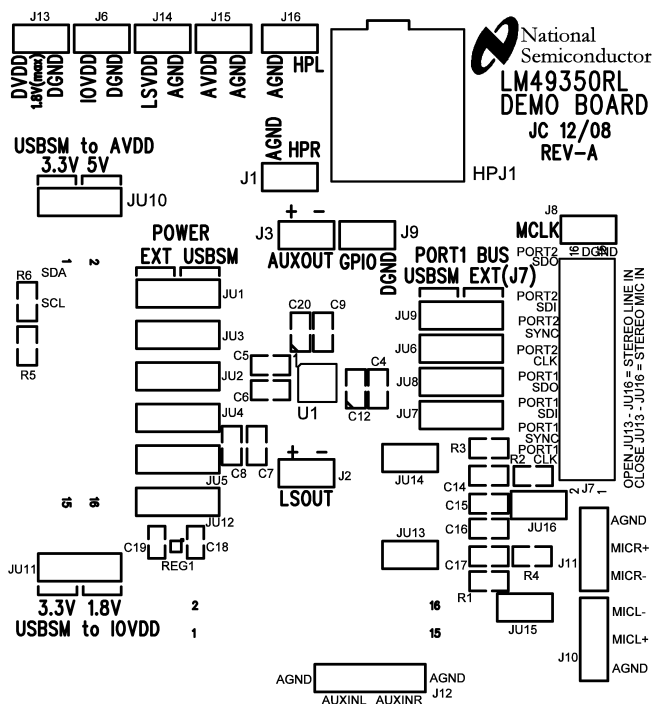 J13 J6 J14 J15 J16
DVDD
1.8V(max)
DGND
IOVDD
DGND
LSVDD
AGND
AVDD
AGND
AGND
HPL
National
Semiconductor
LM49350RL
DEMO BOARD
JC 12/08
REV-A
AGND
HPR
J1
HPJ1
USBSM to AVDD
3.3V 5V
JU10
J8
MCLK
+ -
J3
AUXOUT
J9
GPIO
DGND
POWER
EXT USBSM
PORT1 BUS
USBSM EXT(J7)
1 2
R6
SDA
SCL
R5
JU1
JU3
JU2
JU4
JU5
JU12
C20 C9
C5
C6
1
U1
C4
C12
C8 C7
JU9
JU6
JU8
JU7
PORT2
SDO
16
DGND
15
PORT2
SDI
PORT2
SYNC
PORT2
CLK
PORT1
SDO
PORT1
SDI
PORT1
SYNC
PORT1
CLK
J7
2
1
OPEN JU13 - JU16 = STEREO LINE IN
CLOSE JU13 - JU16 = STEREO MIC IN
+ -
J2
LSOUT
JU14
R3
R2
C14
C15
JU16
C16
JU13
C17
R4
R1
JU15
15 16
C19
C18
REG1
JU11
3.3V 1.8V
USBSM to IOVDD
2
1
16
15
AGND
MICR+
J11
MICR-
MICL-
MICL+
J10
AGND
AGND
AGND
J12
AUXINL AUXINR